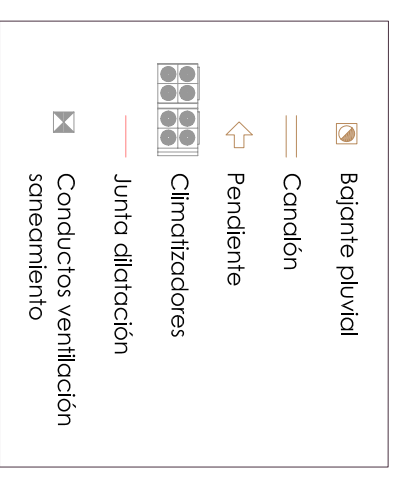 Bajante pluvial
Canalón
Pendiente
Climatizadores
Junta dilatación
Conductos ventilación
saneamiento